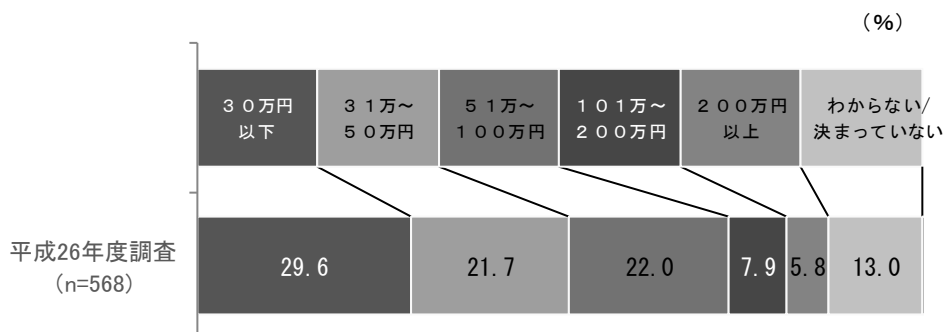 （%）
３０万円
以下
３１万～
５０万円
５１万～
１００万円
１０１万～
２００万円
２００万円
以上
わからない/
決まっていない
平成26年度調査
(n=568)
29.6
21.7
22.0
7.9
5.8
13.0